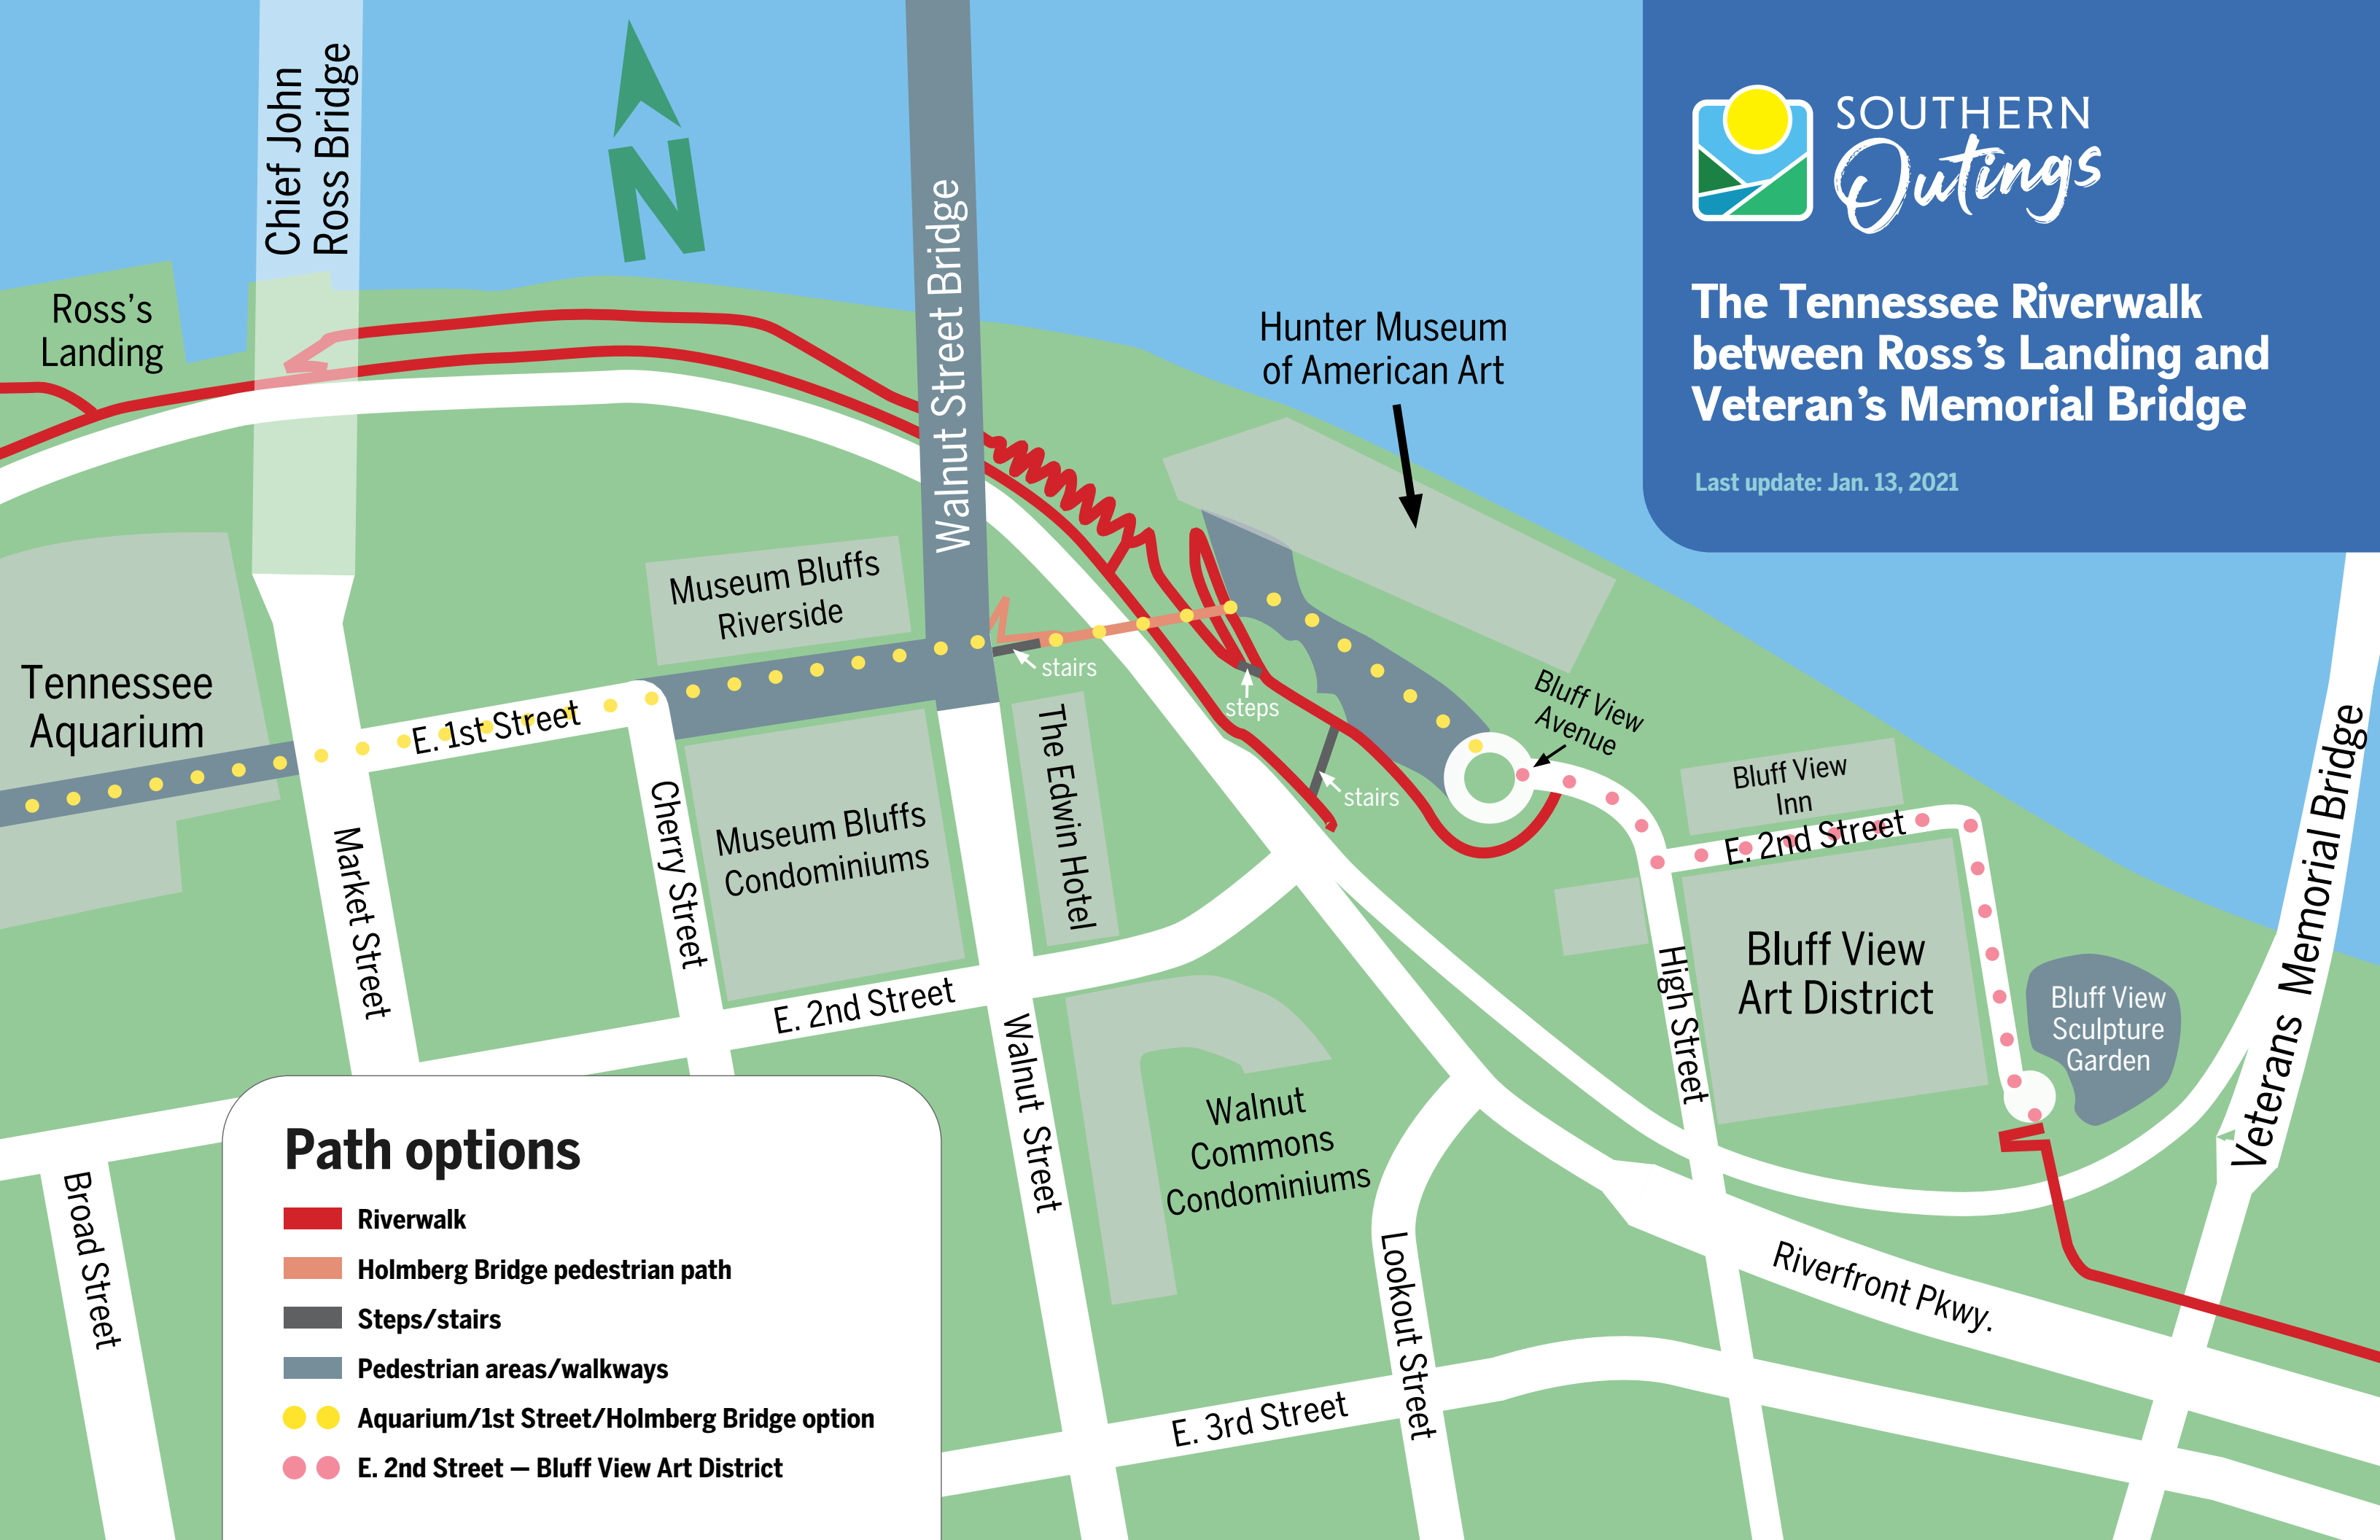 Chief John
Ross Bridge
N
Walnut Street Bridge
SOUTHERN
Outings
The Tennessee Riverwalk
between Ross's Landing and
Veteran's Memorial Bridge
Last update: Jan. 13, 2021
Ross's
Landing
Hunter Museum
of American Art
Museum Bluffs
Riverside
stairs
steps
stairs
Bluff View
Avenue
Tennessee
Aquarium
E. 1st Street
The Edwin Hotel
Bluff View
Inn
E. 2nd Street
Veterans Memorial Bridge
Market Street
Cherry Street
Museum Bluffs
Condominiums
Bluff View
Art District
High Street
Bluff View
Sculpture
Garden
E. 2nd Street
Walnut Street
Walnut
Commons
Condominiums
Broad Street
Lookout Street
Riverfront Pkwy.
E. 3rd Street
Path options
Riverwalk
Holmberg Bridge pedestrian path
Steps/stairs
Pedestrian areas/walkways
Aquarium/1st Street/Holmberg Bridge option
E. 2nd Street — Bluff View Art District